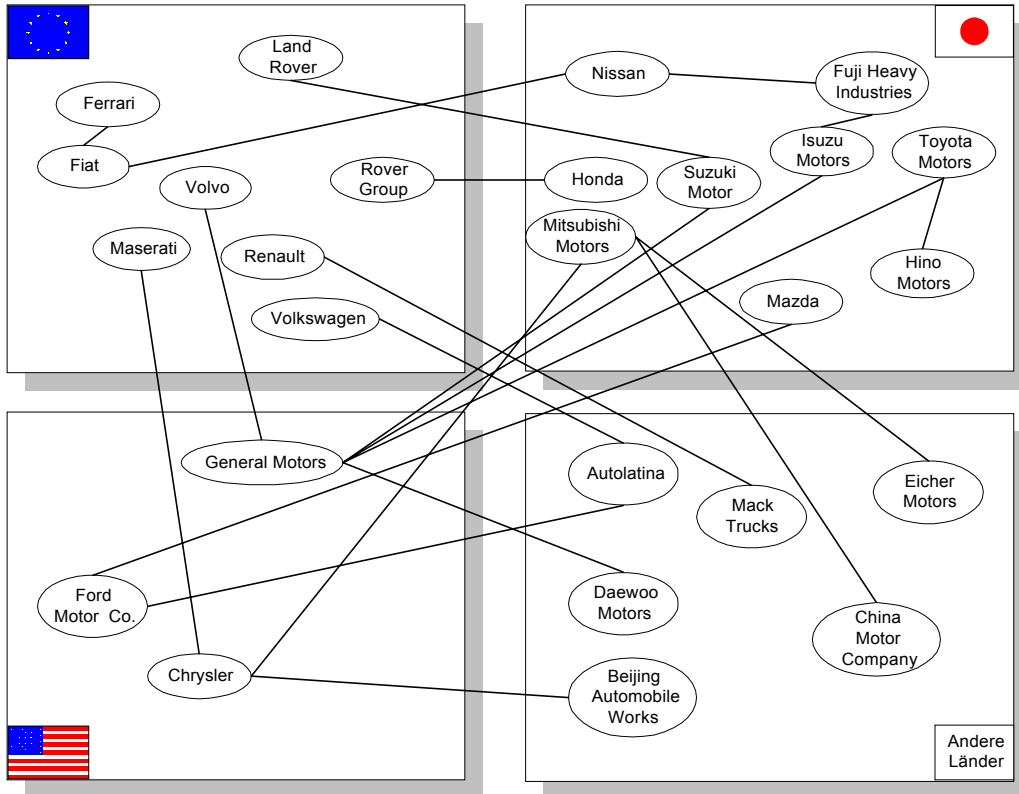 Land
Rover
Ferrari
Fiat
Volvo
Rover
Group
Maserati
Renault
Volkswagen
Nissan
Fuji Heavy
Industries
Isuzu
Motors
Toyota
Motors
Honda
Suzuki
Motor
Mitsubishi
Motors
Hino
Motors
Mazda
General Motors
Ford
Motor Co.
Chrysler
Autolatina
Mack
Trucks
Eicher
Motors
Daewoo
Motors
China
Motor
Company
Beijing
Automobile
Works
Andere
Länder